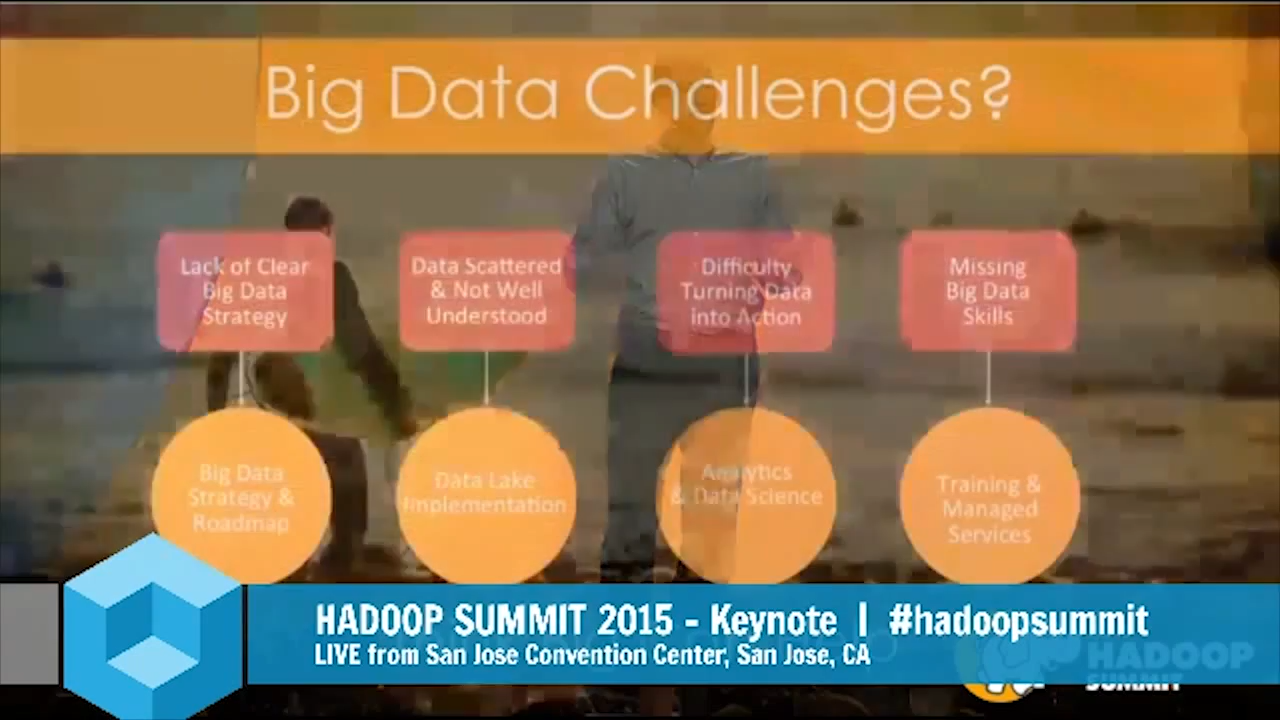 Big Data Challenges?
Lack of Clear
Big Data
Strategy
Data Scattered
& Not Well
Understood
Difficulty
Turning Data
into Action
Missing
Big Data
Skills
Big Data
Strategy &
Roadmap
Data Lake
Implementation
Analytics
& Data Science
Training &
Managed
Services
HADOOP SUMMIT 2015 - Keynote | #hadoopsummit
LIVE from San Jose Convention Center, San Jose, CA
HADOOP
SUMMIT